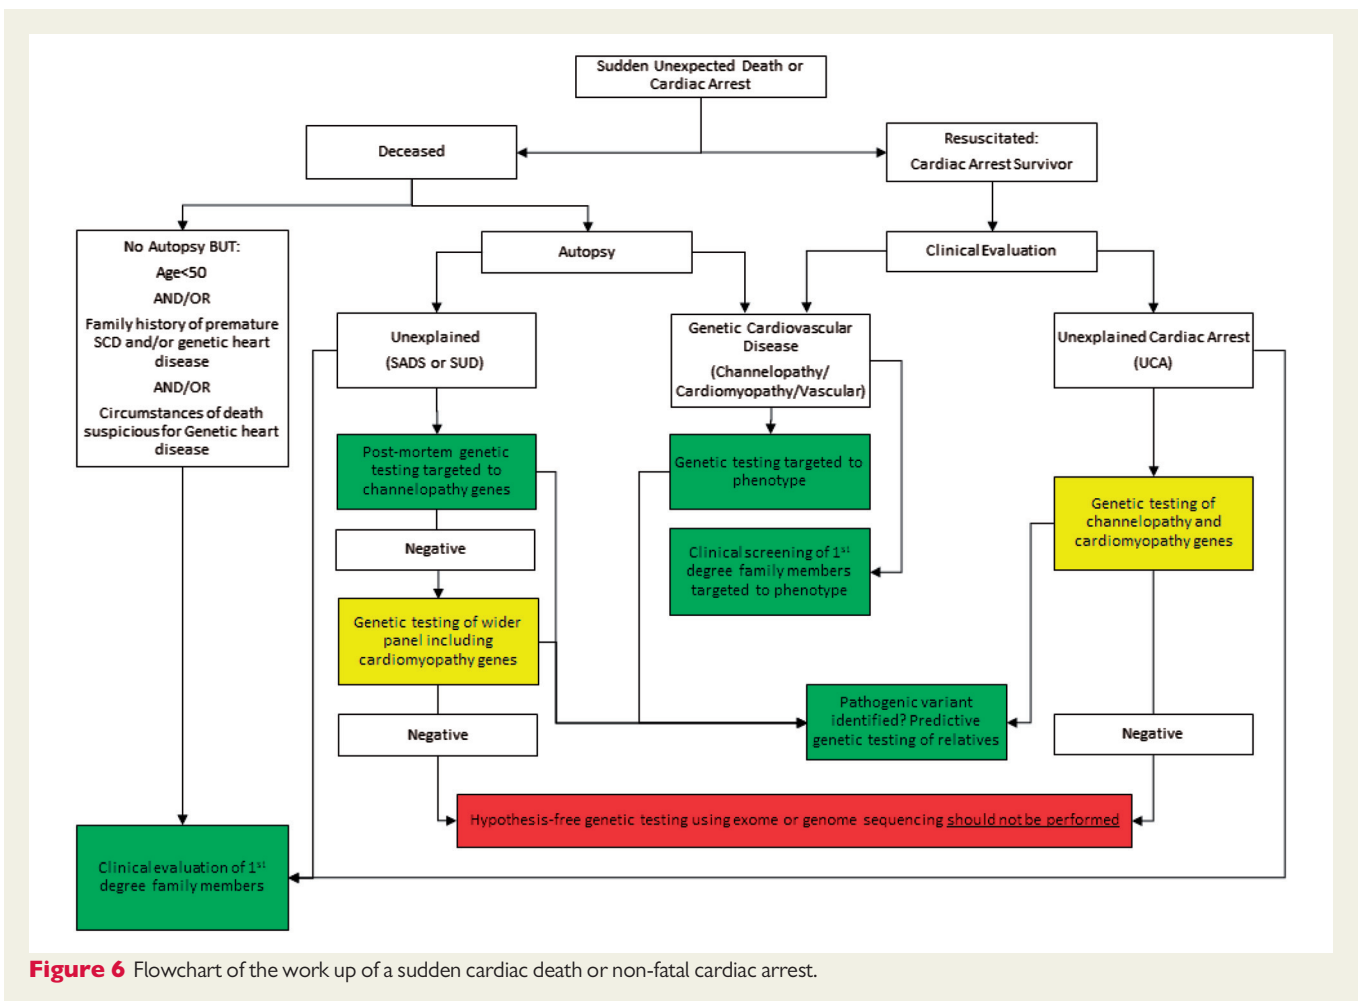 Sudden Unexpected Death or
Cardiac Arrest
Deceased
Resuscitated:
Cardiac Arrest Survivor
No Autopsy BUT:
Age<50
AND/OR
Family history of premature
SCD and/or genetic heart
disease
AND/OR
Circumstances of death
suspicious for Genetic heart
disease
Autopsy
Clinical Evaluation
Unexplained
(SADS or SUD)
Genetic Cardiovascular
Disease
(Channelopathy/
Cardiomyopathy/Vascular)
Unexplained Cardiac Arrest
(UCA)
Post-mortem genetic
testing targeted to
channelopathy genes
Genetic testing targeted to
phenotype
Genetic testing of
channelopathy and
cardiomyopathy genes
Negative
Clinical screening of 1st
degree family members
targeted to phenotype
Genetic testing of wider
panel including
cardiomyopathy genes
Pathogenic variant
identified? Predictive
genetic testing of relatives
Negative
Negative
Hypothesis-free genetic testing using exome or genome sequencing should not be performed
Clinical evaluation of 1st
degree family members
Figure 6 Flowchart of the work up of a sudden cardiac death or non-fatal cardiac arrest.